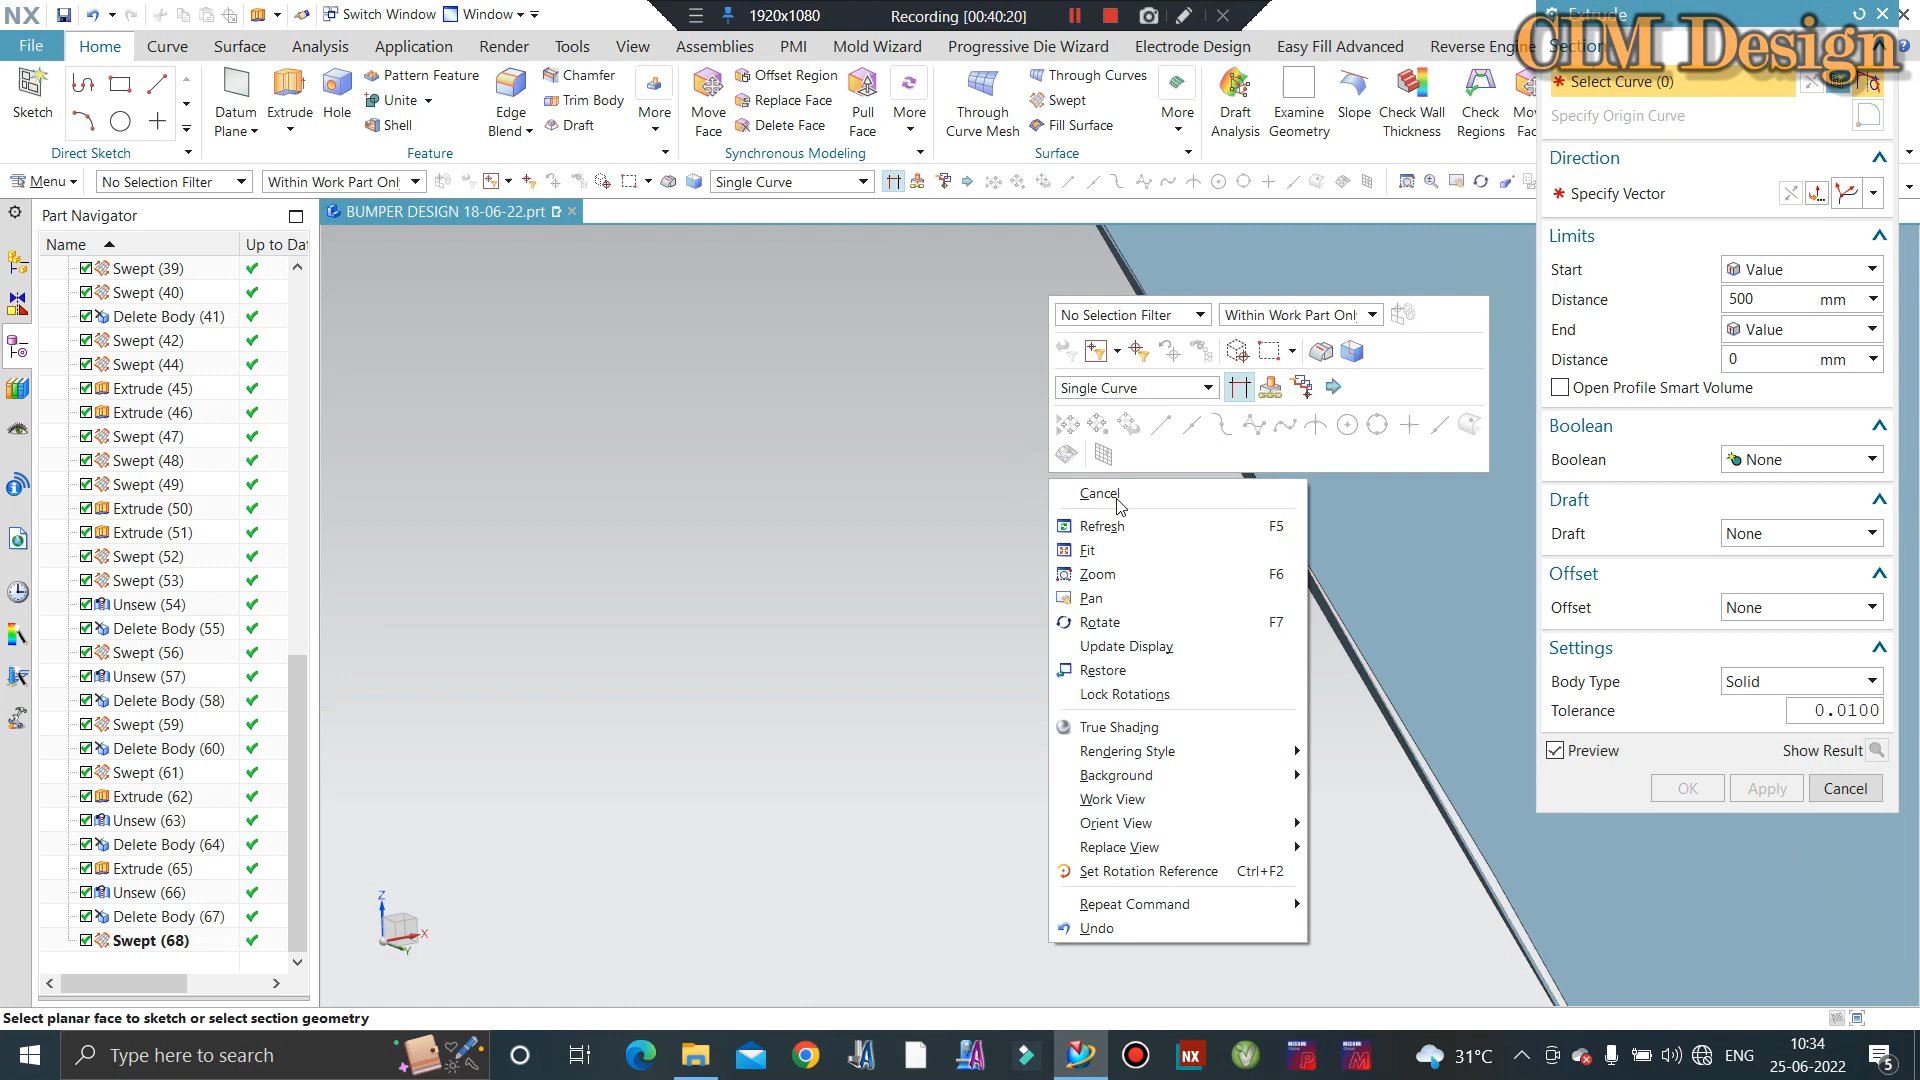 NX
Switch Window
Window
1920x1080
Recording [00:40:20]
Extrude
CIM Design
File
Home
Curve
Surface
Analysis
Application
Render
Tools
View
Assemblies
PMI
Mold Wizard
Progressive Die Wizard
Electrode Design
Easy Fill Advanced
Reverse Engin
Section
Sketch
Datum Plane
Extrude
Hole
Pattern Feature
Unite
Shell
Edge Blend
Chamfer
Trim Body
Draft
More
Move Face
Offset Region
Replace Face
Delete Face
Pull Face
More
Through Curve Mesh
Through Curves
Swept
Fill Surface
More
Draft Analysis
Examine Geometry
Slope
Check Wall Thickness
Check Regions
Mov
Fac
Direct Sketch
Feature
Synchronous Modeling
Surface
Menu
No Selection Filter
Within Work Part Onl
Single Curve
Part Navigator
BUMPER DESIGN 18-06-22.prt
Name
Up to Dat
Swept (39)
Swept (40)
Delete Body (41)
Swept (42)
Swept (44)
Extrude (45)
Extrude (46)
Swept (47)
Swept (48)
Swept (49)
Extrude (50)
Extrude (51)
Swept (52)
Swept (53)
Unsew (54)
Delete Body (55)
Swept (56)
Unsew (57)
Delete Body (58)
Swept (59)
Delete Body (60)
Swept (61)
Extrude (62)
Unsew (63)
Delete Body (64)
Extrude (65)
Unsew (66)
Delete Body (67)
Swept (68)
No Selection Filter
Within Work Part Onl
Single Curve
Cancel
Refresh F5
Fit
Zoom F6
Pan
Rotate F7
Update Display
Restore
Lock Rotations
True Shading
Rendering Style
Background
Work View
Orient View
Replace View
Set Rotation Reference Ctrl+F2
Repeat Command
Undo
* Select Curve (0)
Specify Origin Curve
Direction
* Specify Vector
Limits
Start Value
Distance 500 mm
End Value
Distance 0 mm
Open Profile Smart Volume
Boolean
Boolean None
Draft
Draft None
Offset
Offset None
Settings
Body Type Solid
Tolerance 0.0100
Preview
Show Result
OK
Apply
Cancel
Z
X
Y
Select planar face to sketch or select section geometry
Type here to search
NX
P
M
31°C
ENG
10:34
25-06-2022
5